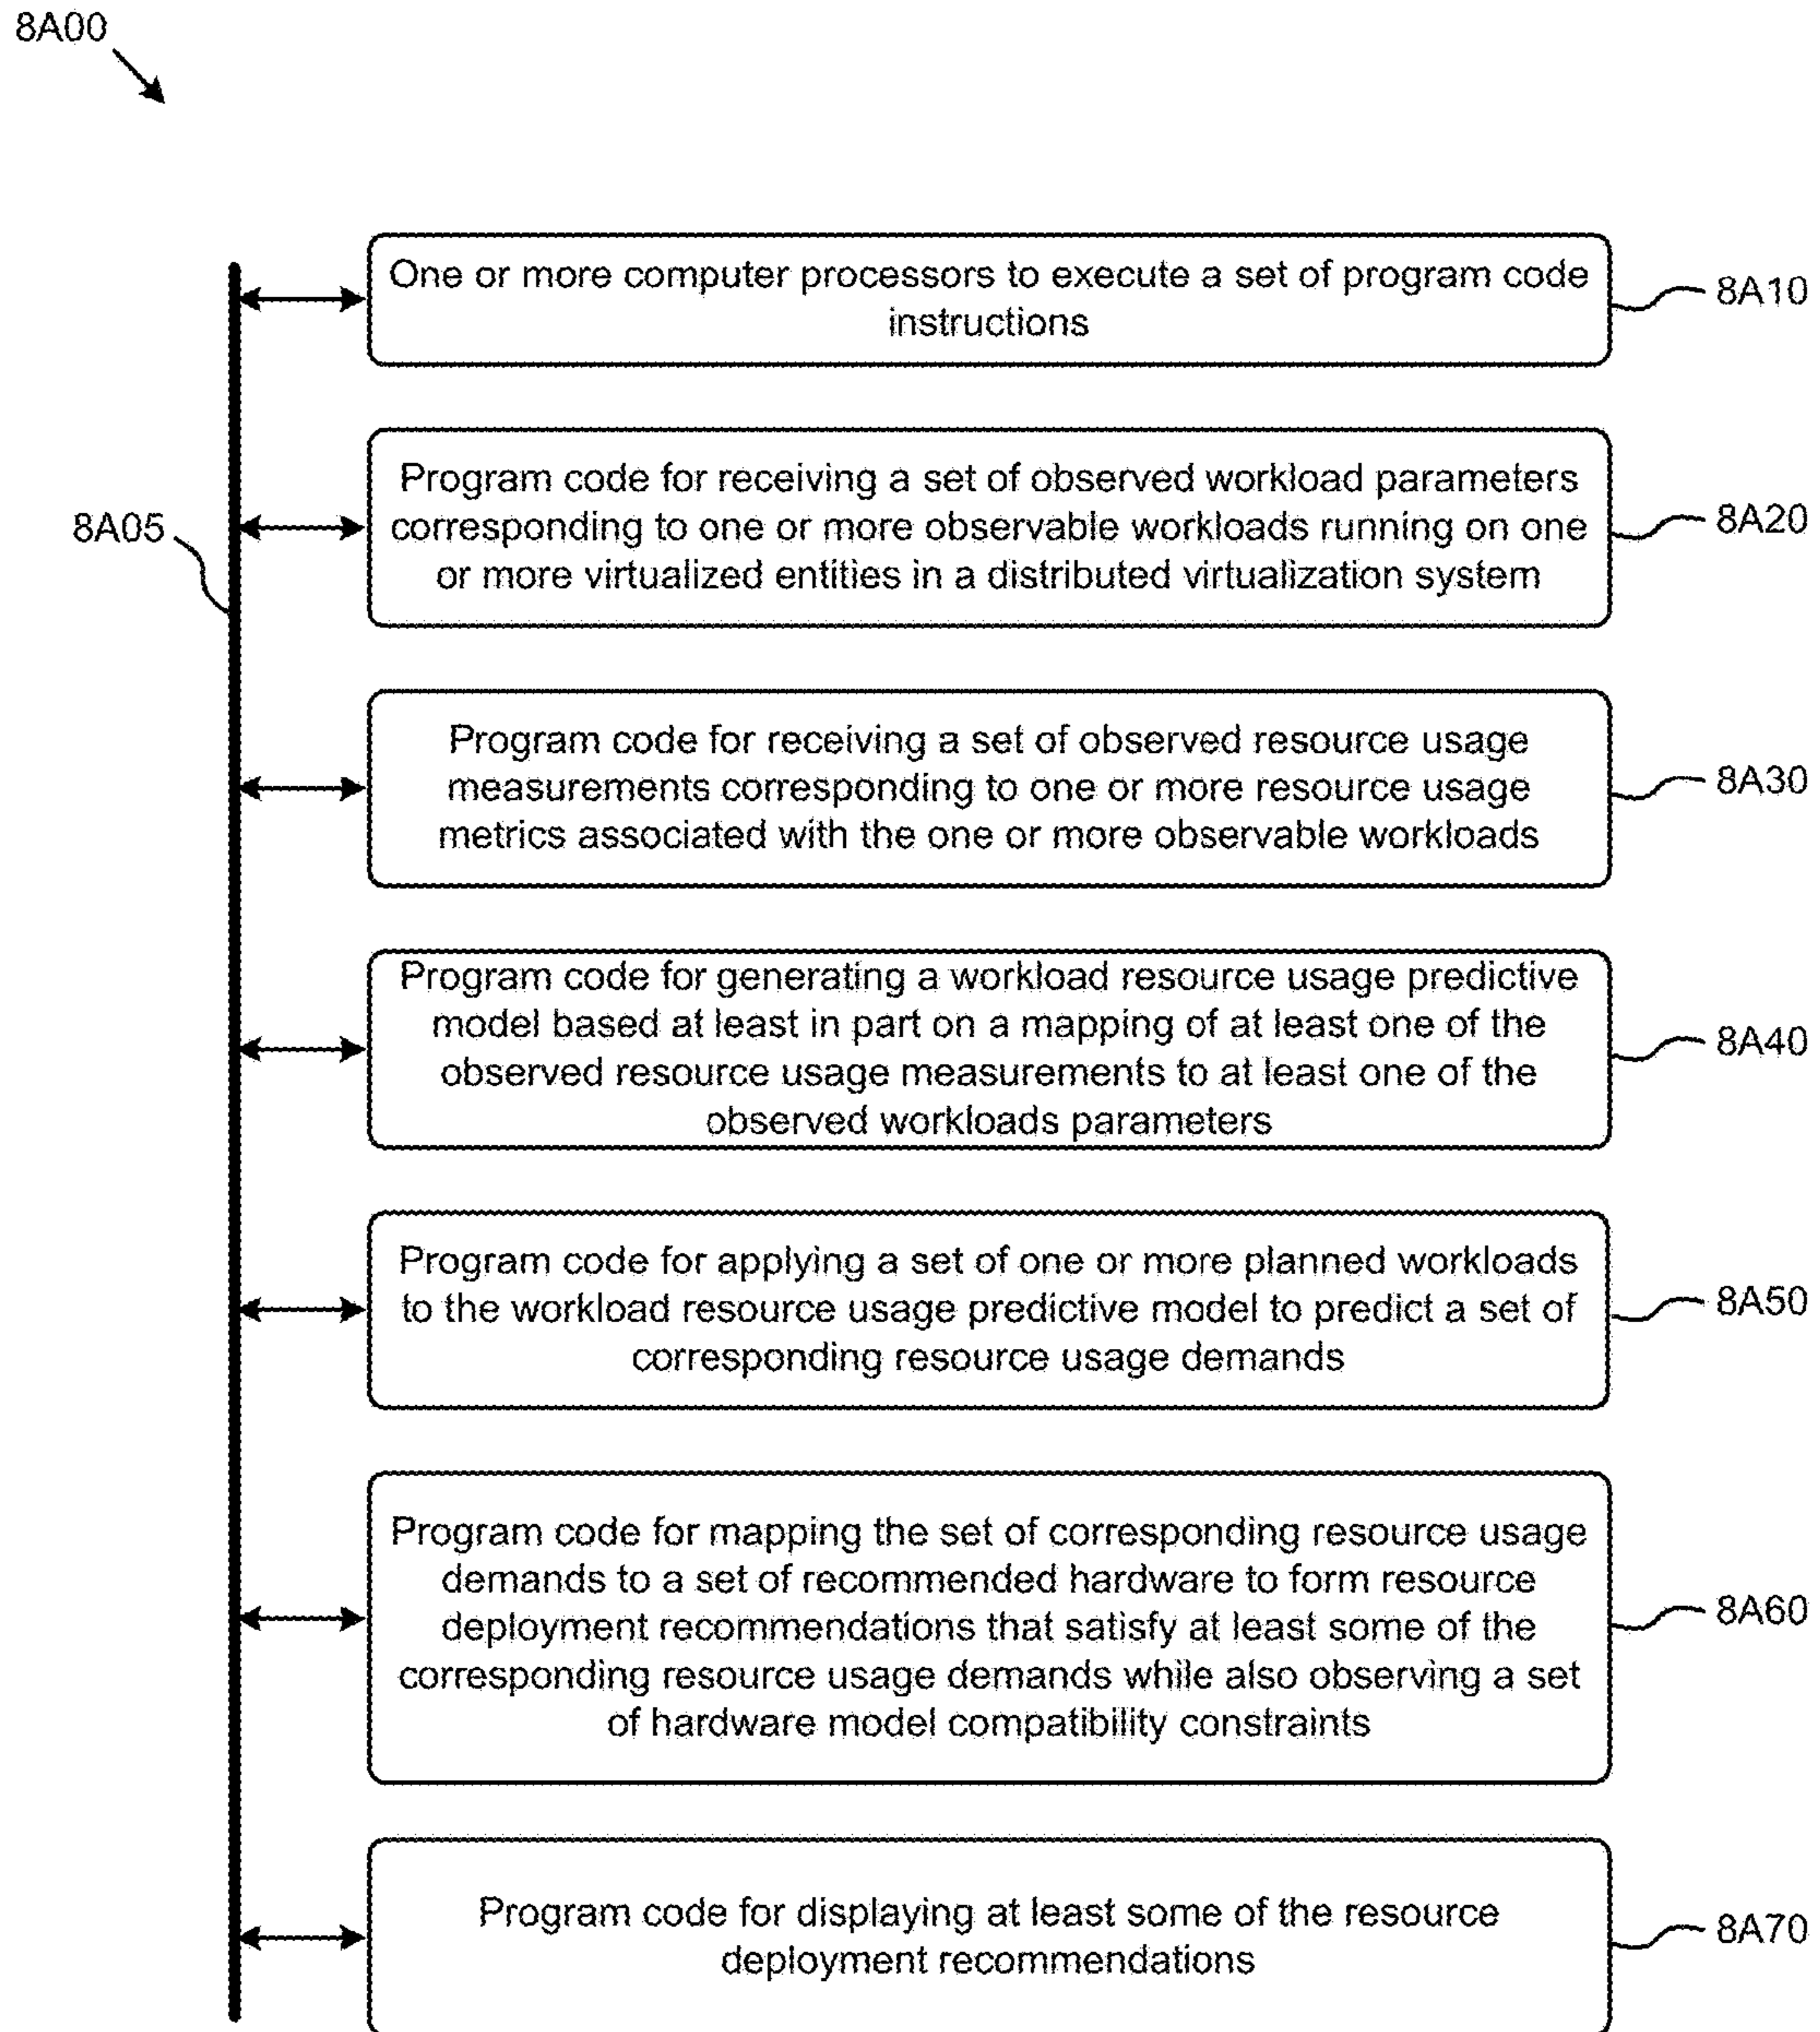 8A00
One or more computer processors to execute a set of program code
instructions
8A10
Program code for receiving a set of observed workload parameters
corresponding to one or more observable workloads running on one
or more virtualized entities in a distributed virtualization system
8A20
8A05
Program code for receiving a set of observed resource usage
measurements corresponding to one or more resource usage
metrics associated with the one or more observable workloads
8A30
Program code for generating a workload resource usage predictive
model based at least in part on a mapping of at least one of the
observed resource usage measurements to at least one of the
observed workloads parameters
8A40
Program code for applying a set of one or more planned workloads
to the workload resource usage predictive model to predict a set of
corresponding resource usage demands
8A50
Program code for mapping the set of corresponding resource usage
demands to a set of recommended hardware to form resource
deployment recommendations that satisfy at least some of the
corresponding resource usage demands while also observing a set
of hardware model compatibility constraints
8A60
Program code for displaying at least some of the resource
deployment recommendations
8A70